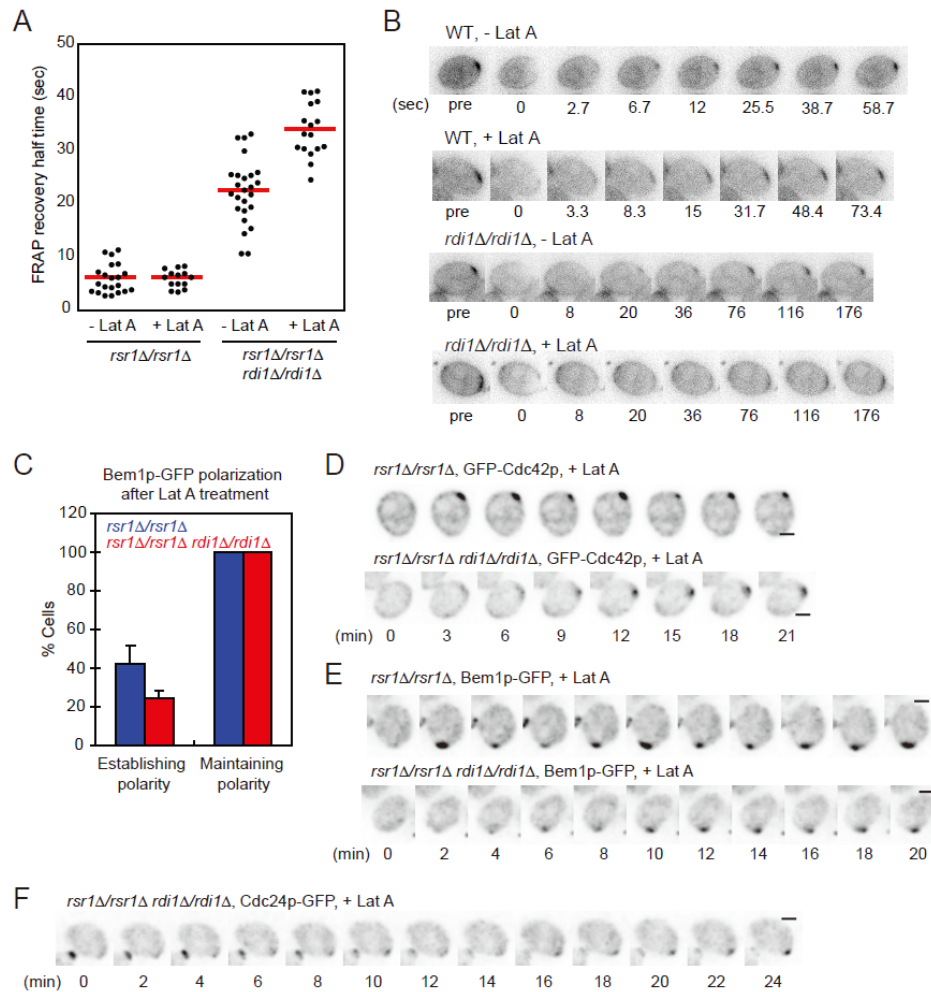 A
50
40
30
20
10
0
FRAP recovery half time (sec)
- Lat A + Lat A - Lat A + Lat A
rsr1Δ/rsr1Δ rsr1Δ/rsr1Δ
rdi1Δ/rdi1Δ
B
WT, - Lat A
(sec) pre 0 2.7 6.7 12 25.5 38.7 58.7
WT, + Lat A
pre 0 3.3 8.3 15 31.7 48.4 73.4
rdi1Δ/rdi1Δ, - Lat A
pre 0 8 20 36 76 116 176
rdi1Δ/rdi1Δ, + Lat A
pre 0 8 20 36 76 116 176
C
Bem1p-GFP polarization
after Lat A treatment
120
100
80
60
40
20
0
% Cells
rsr1Δ/rsr1Δ
rsr1Δ/rsr1Δ rdi1Δ/rdi1Δ
Establishing Maintaining
polarity polarity
D
rsr1Δ/rsr1Δ, GFP-Cdc42p, + Lat A
rsr1Δ/rsr1Δ rdi1Δ/rdi1Δ, GFP-Cdc42p, + Lat A
(min) 0 3 6 9 12 15 18 21
E
rsr1Δ/rsr1Δ, Bem1p-GFP, + Lat A
rsr1Δ/rsr1Δ rdi1Δ/rdi1Δ, Bem1p-GFP, + Lat A
(min) 0 2 4 6 8 10 12 14 16 18 20
F
rsr1Δ/rsr1Δ rdi1Δ/rdi1Δ, Cdc24p-GFP, + Lat A
(min) 0 2 4 6 8 10 12 14 16 18 20 22 24